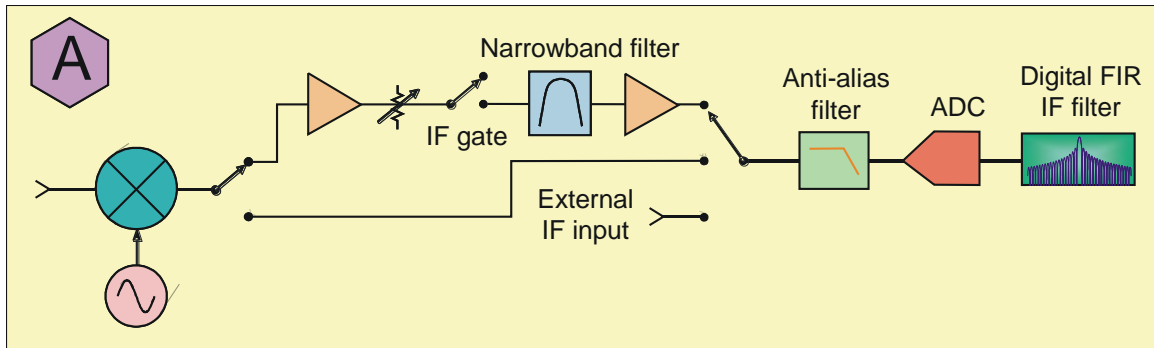 A
Narrowband filter
IF gate
External
IF input
Anti-alias
filter
ADC
Digital FIR
IF filter